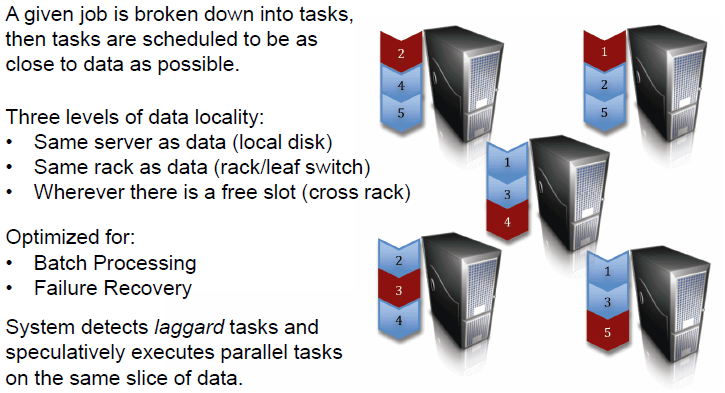 A given job is broken down into tasks,
then tasks are scheduled to be as
close to data as possible.
Three levels of data locality:
• Same server as data (local disk)
• Same rack as data (rack/leaf switch)
• Wherever there is a free slot (cross rack)
Optimized for:
• Batch Processing
• Failure Recovery
System detects laggard tasks and
speculatively executes parallel tasks
on the same slice of data.
2
4
5
1
2
5
1
3
4
2
3
4
1
3
5